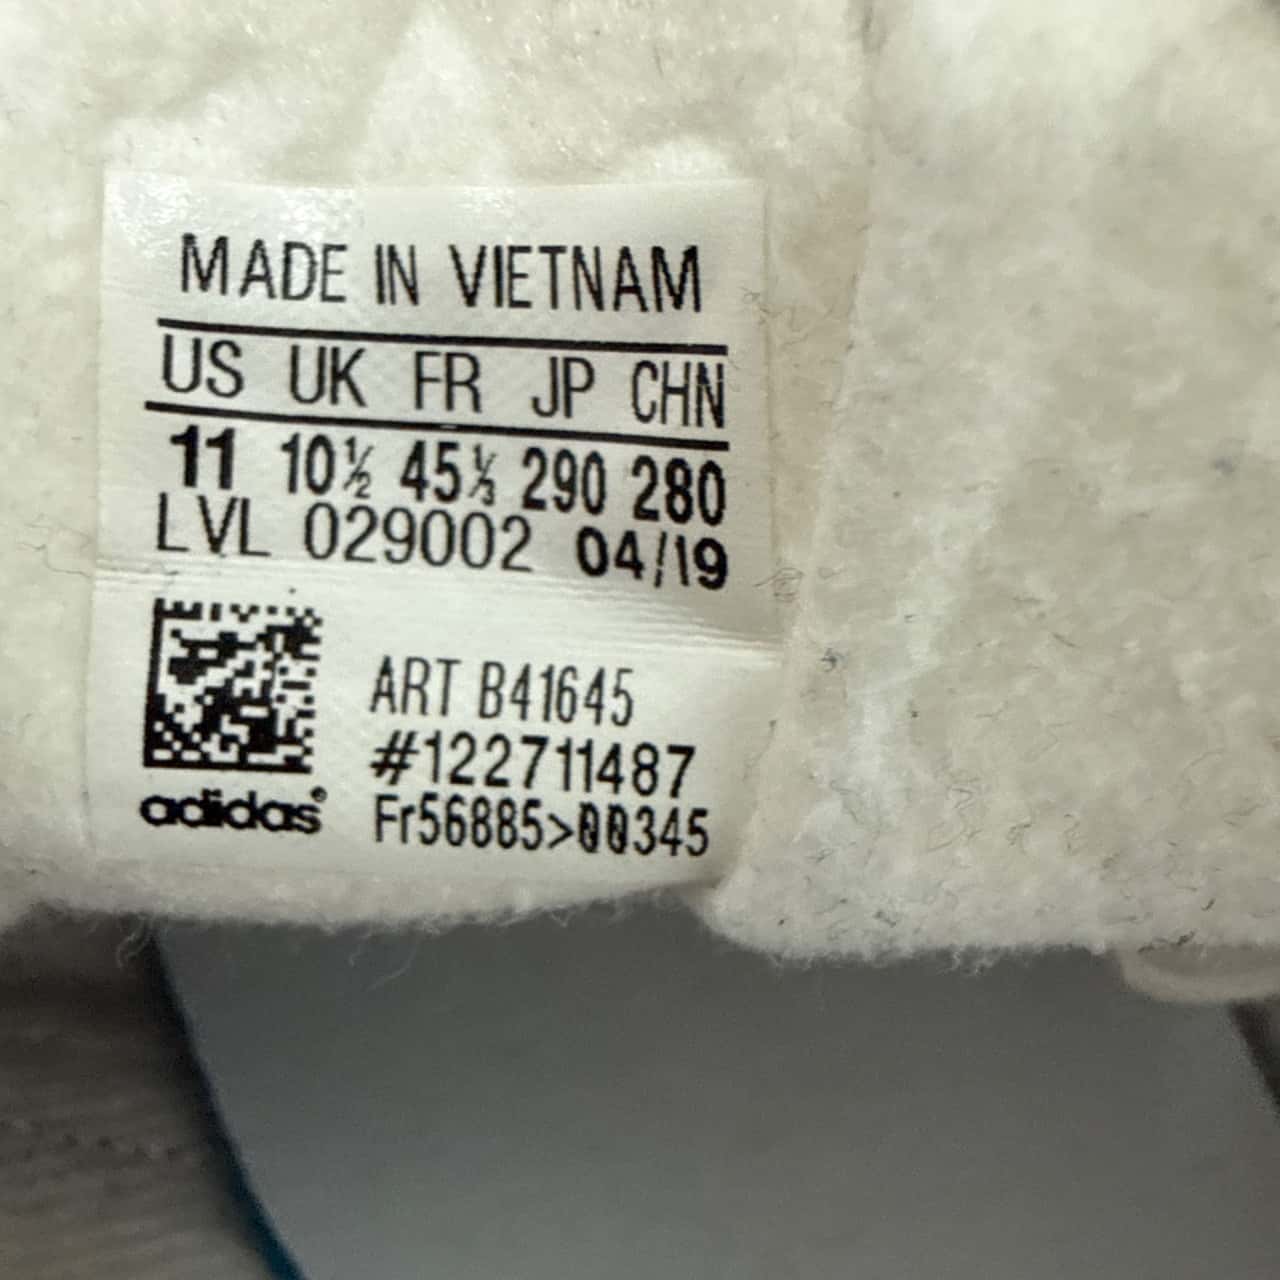 MADE IN VIETNAM
US UK FR JP CHN
11 10½ 45⅓ 290 280
LVL 029002 04/19
ART B41645
#122711487
adidas® Fr56885>00345